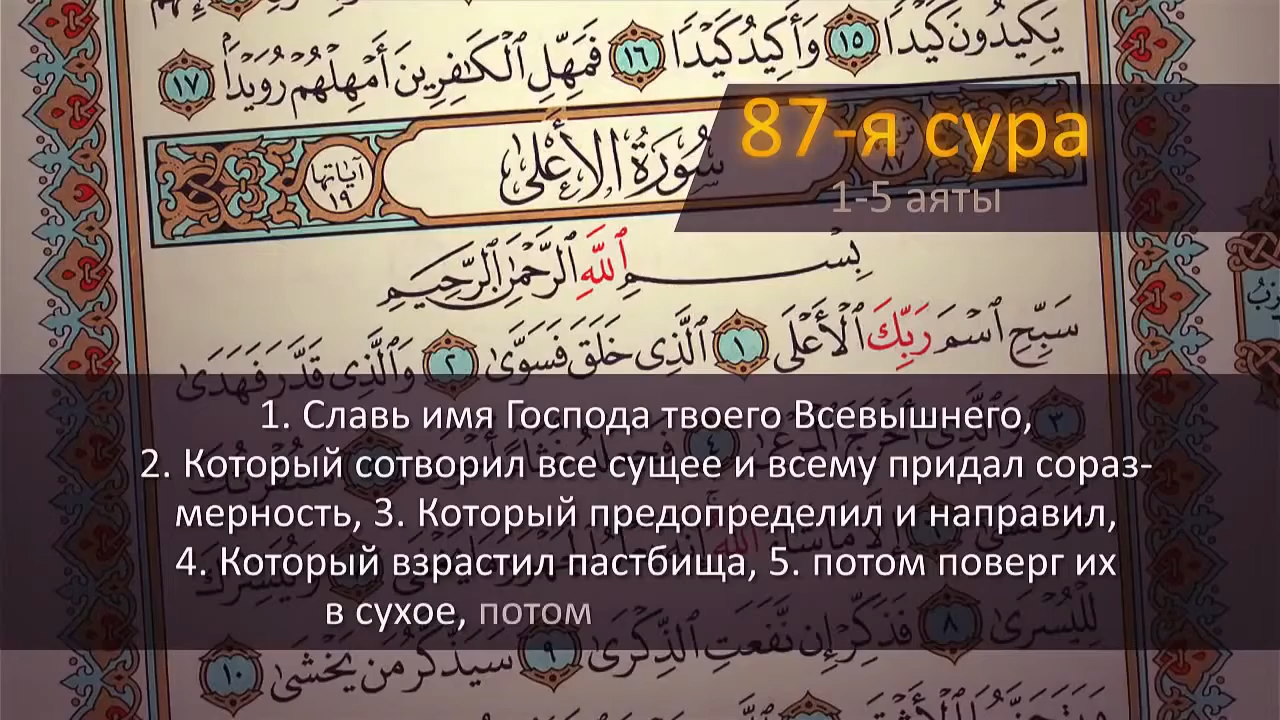 يَكِيدُونَ كَيْدًا ١٥ وَأَكِيدُ كَيْدًا ١٦ فَمَهِّلِ ٱلْكَٰفِرِينَ أَمْهِلْهُمْ رُوَيْدًۢا ١٧
87-я сура
1-5 аяты
سُورَةُ الأَعْلَىٰ
آيَاتُهَا ١٩
بِسْمِ ٱللَّهِ ٱلرَّحْمَٰنِ ٱلرَّحِيمِ
سَبِّحِ ٱسْمَ رَبِّكَ ٱلْأَعْلَى ١ ٱلَّذِى خَلَقَ فَسَوَّىٰ ٢ وَٱلَّذِى قَدَّرَ فَهَدَىٰ
1. Славь имя Господа твоего Всевышнего,
2. Который сотворил все сущее и всему придал сораз-
мерность, 3. Который предопределил и направил,
4. Который взрастил пастбища, 5. потом поверг их
в сухое, потом
لِلْيُسْرَىٰ ٨ فَذَكِّرْ إِن نَّفَعَتِ ٱلذِّكْرَىٰ ٩ سَيَذَّكَّرُ مَن يَخْشَىٰ ١٠